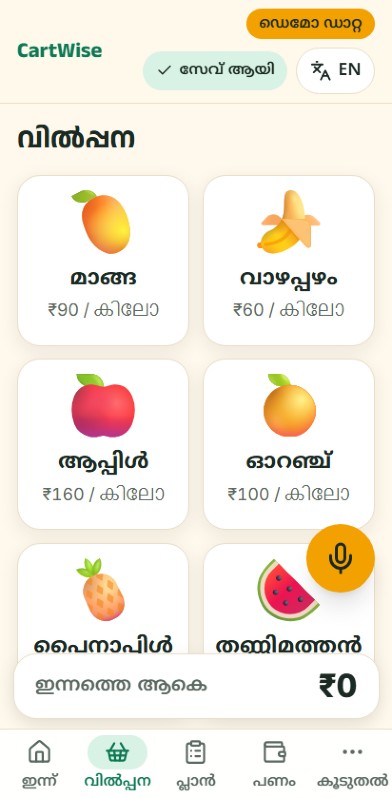 ഡെമോ ഡാറ്റ
CartWise
സേവ് ആയി
EN
വിൽപ്പന
മാങ്ങ
വാഴപ്പഴം
₹90 / കിലോ
₹60 / കിലോ
ആപ്പിൾ
ഓറഞ്ച്
₹160 / കിലോ
₹100 / കിലോ
പൈനാപ്പിൾ
തണ്ണിമത്തൻ
ഇന്നത്തെ ആകെ
₹0
ഇന്ന്
വിൽപ്പന
പ്ലാൻ
പണം
കൂടുതൽ